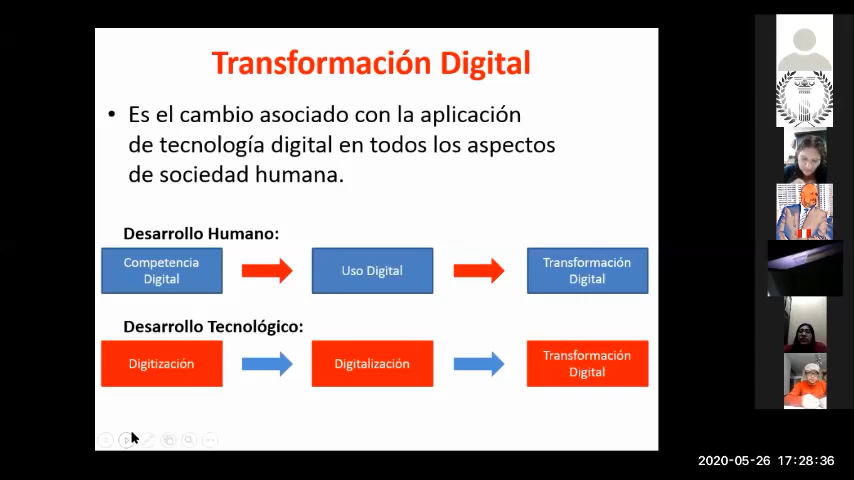 Transformación Digital
• Es el cambio asociado con la aplicación
de tecnología digital en todos los aspectos
de sociedad humana.
Desarrollo Humano:
Competencia
Digital
Uso Digital
Transformación
Digital
Desarrollo Tecnológico:
Digitización
Digitalización
Transformación
Digital
2020-05-26 17:28:36